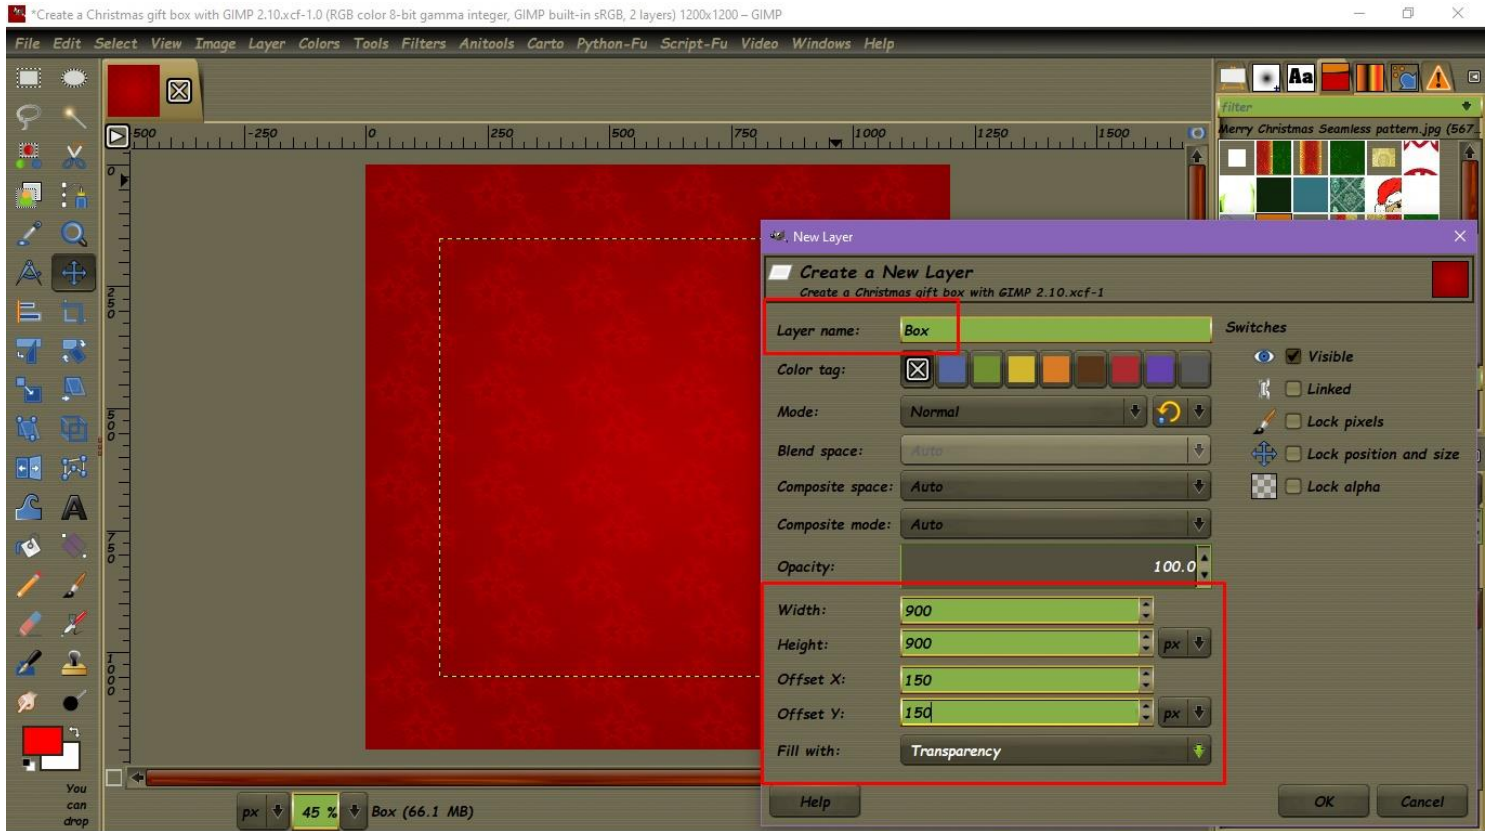 *Create a Christmas gift box with GIMP 2.10.xcf-1.0 (RGB color 8-bit gamma integer, GIMP built-in sRGB, 2 layers) 1200x1200 – GIMP
File Edit Select View Image Layer Colors Tools Filters Anitools Carto Python-Fu Script-Fu Video Windows Help
Aa
filter
Merry Christmas Seamless pattern.jpg (567
500 -250 0 250 500 750 1000 1250 1500
0
250
500
750
1000
New Layer
Create a New Layer
Create a Christmas gift box with GIMP 2.10.xcf-1
Layer name: Box
Switches
Color tag:
Visible
Linked
Mode: Normal
Lock pixels
Blend space: Auto
Lock position and size
Composite space: Auto
Lock alpha
Composite mode: Auto
Opacity: 100.0
Width: 900
Height: 900 px
Offset X: 150
Offset Y: 150 px
Fill with: Transparency
Help OK Cancel
You
can
drop
px 45 % Box (66.1 MB)